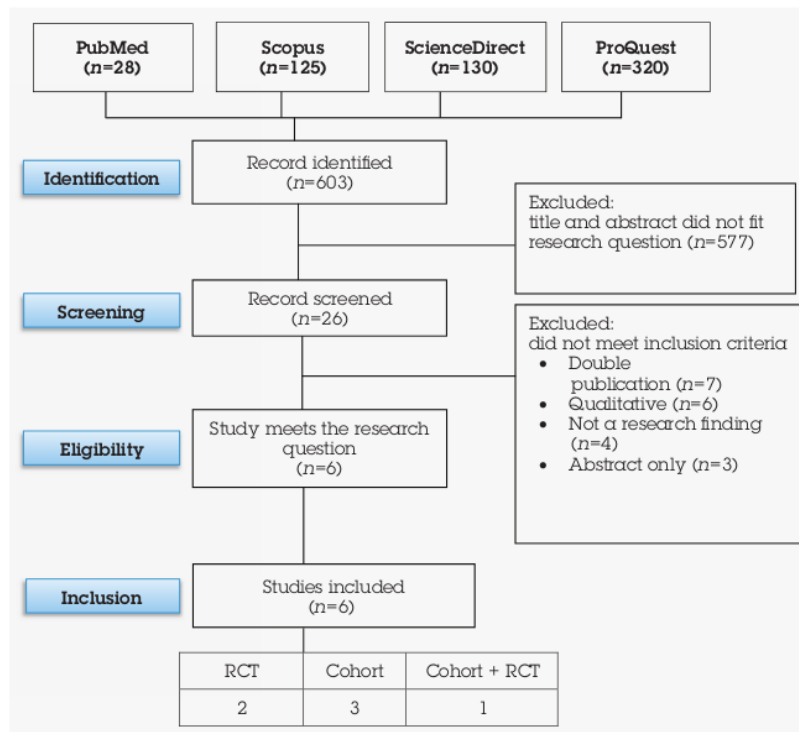 PubMed
(n=28)
Scopus
(n=125)
ScienceDirect
(n=130)
ProQuest
(n=320)
Identification
Record identified
(n=603)
Excluded:
title and abstract did not fit
research question (n=577)
Screening
Record screened
(n=26)
Excluded:
did not meet inclusion criteria
• Double
publication (n=7)
• Qualitative (n=6)
• Not a research finding
(n=4)
• Abstract only (n=3)
Eligibility
Study meets the research
question
(n=6)
Inclusion
Studies included
(n=6)
RCT Cohort Cohort + RCT
2 3 1